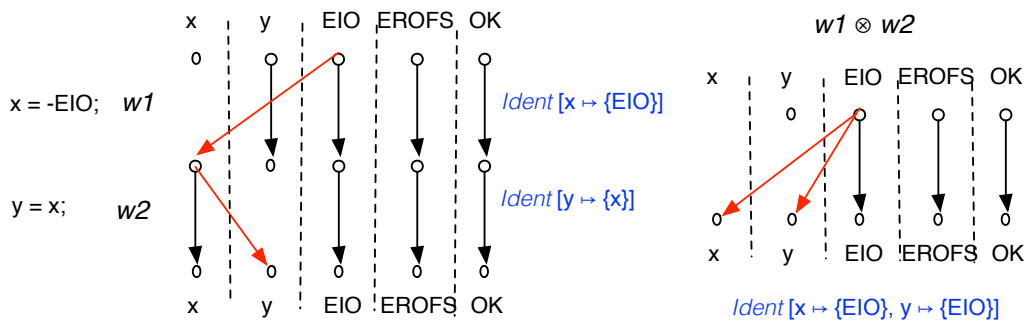 x y EIO EROFS OK
w1 ⊗ w2
x y EIO EROFS OK
x = -EIO; w1
Ident [x ↦ {EIO}]
y = x; w2
Ident [y ↦ {x}]
x y EIO EROFS OK
x y EIO EROFS OK
Ident [x ↦ {EIO}, y ↦ {EIO}]